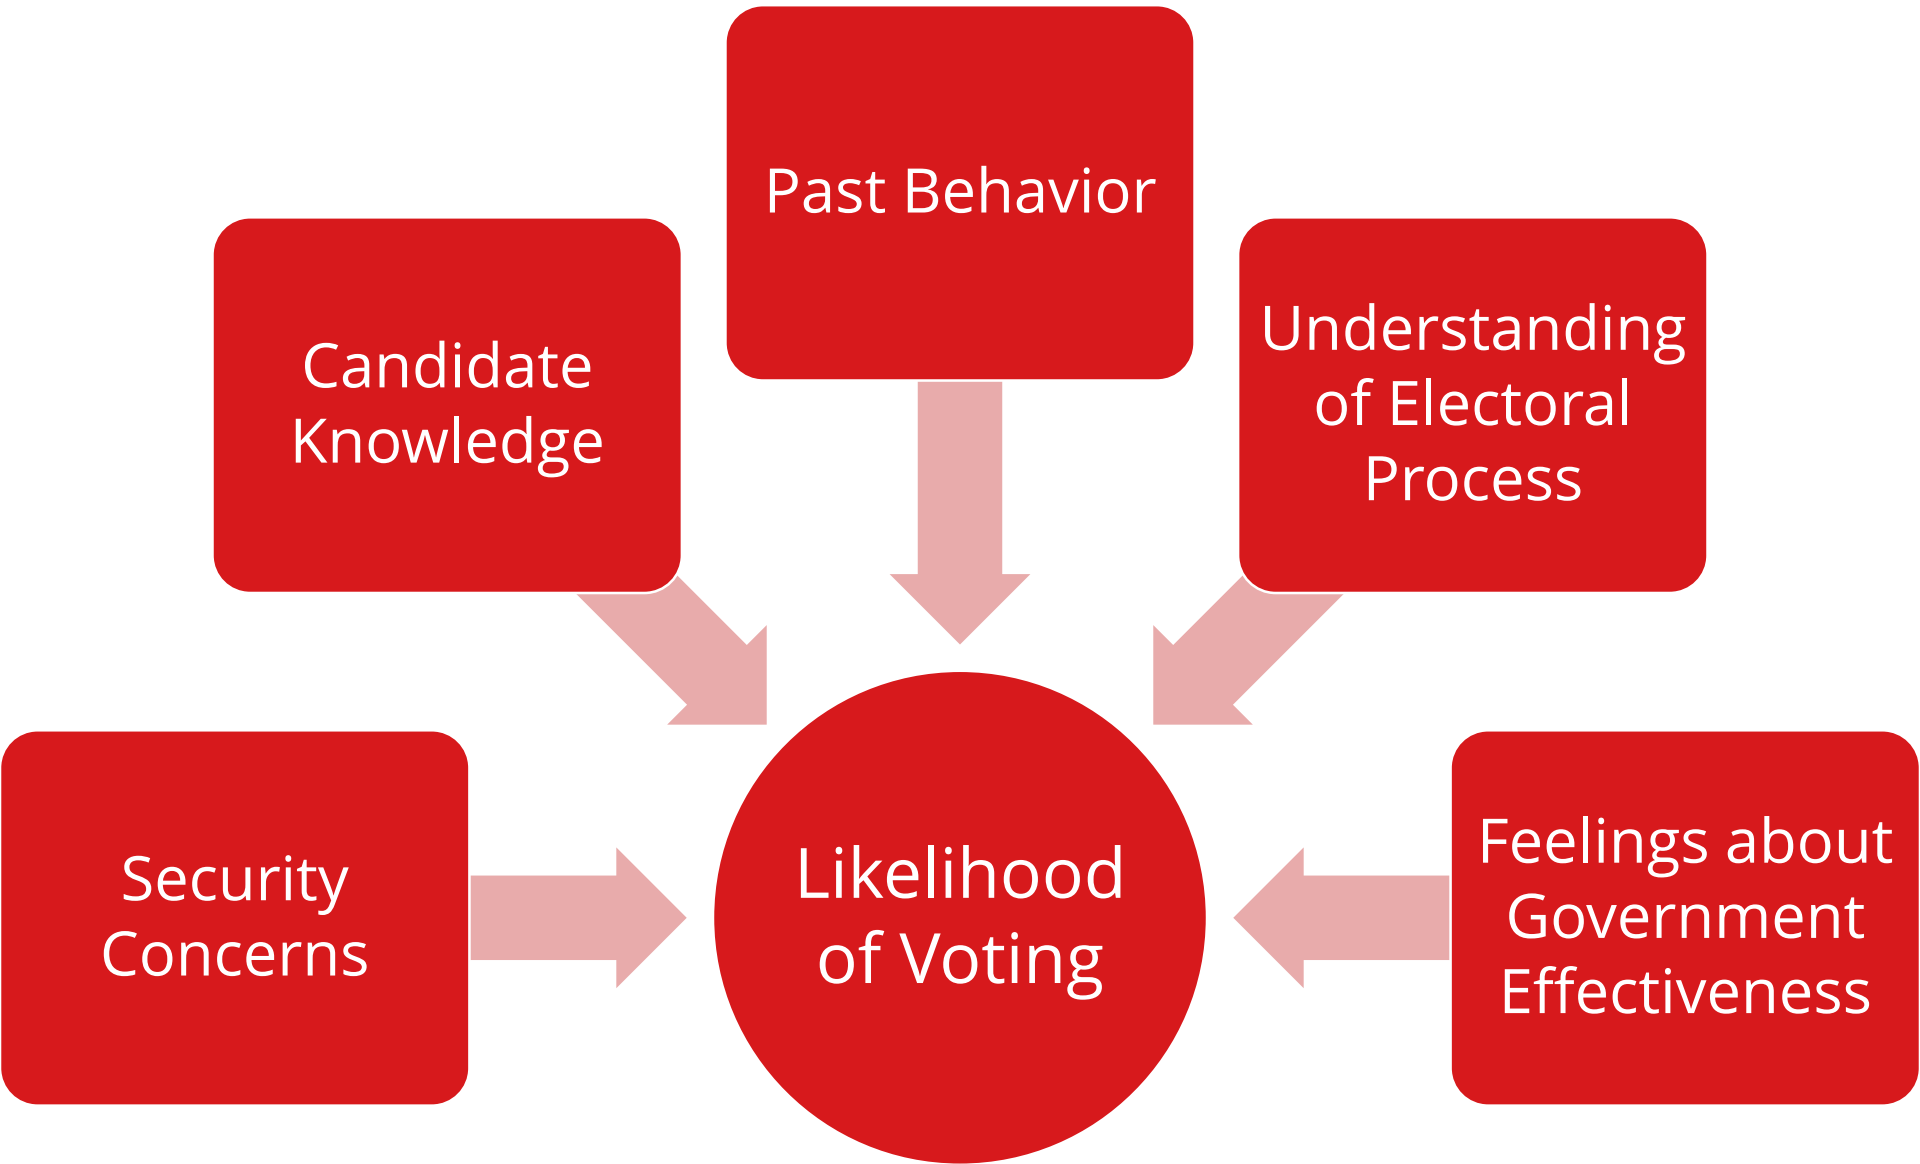 Past Behavior
Candidate
Knowledge
Understanding
of Electoral
Process
Security
Concerns
Likelihood
of Voting
Feelings about
Government
Effectiveness